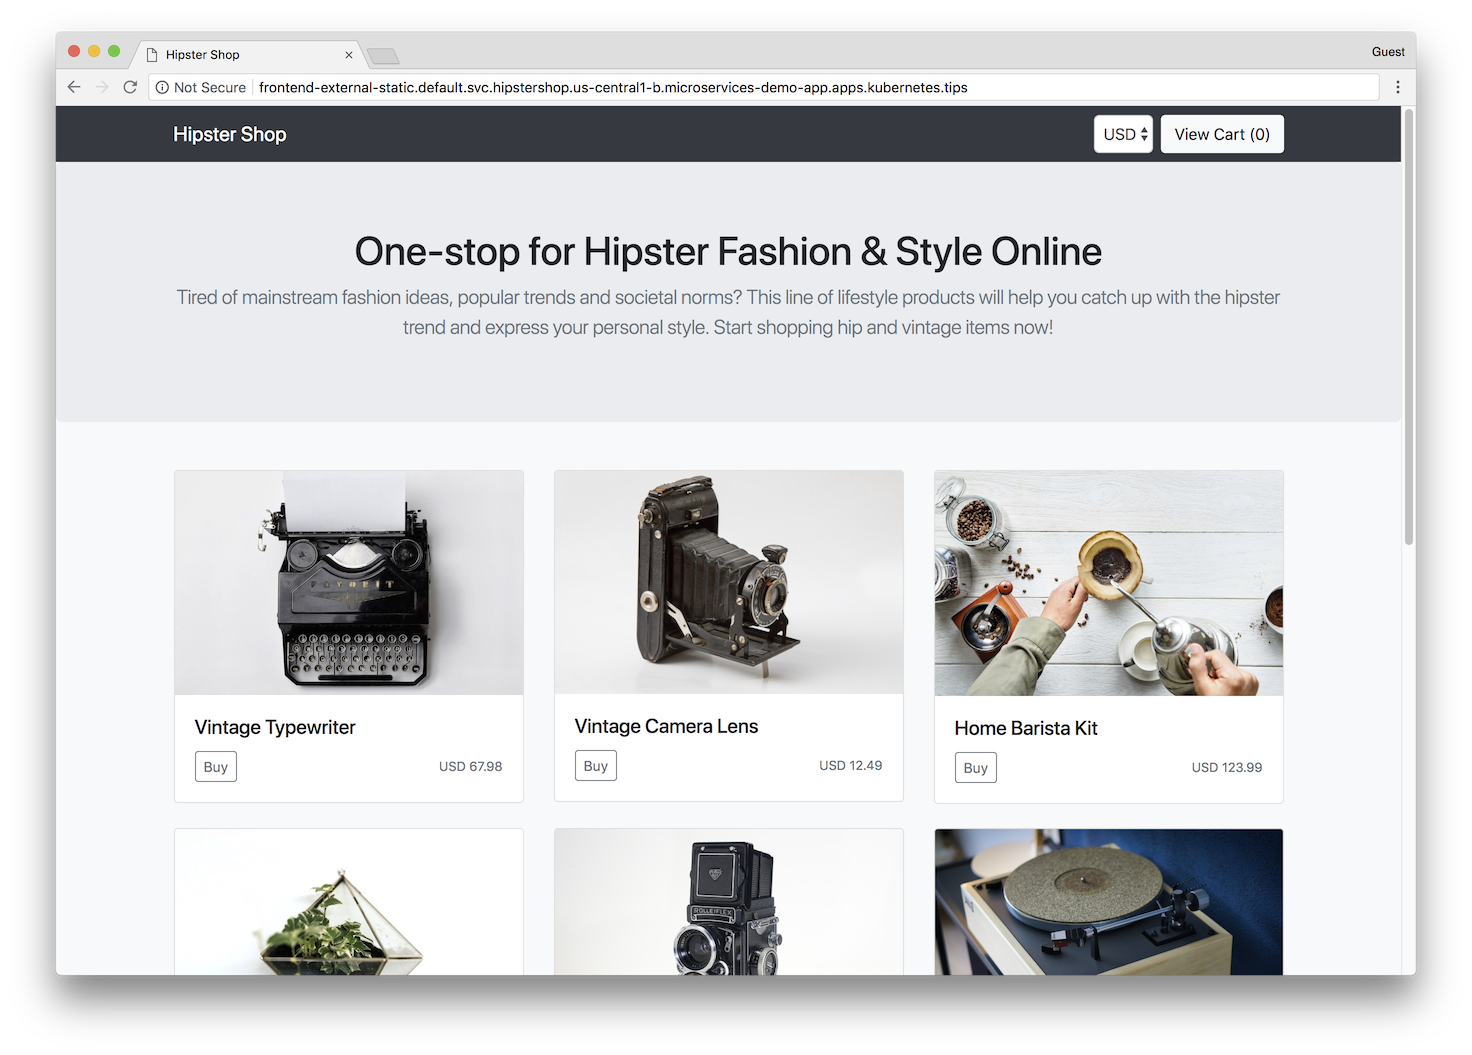 Hipster Shop
Guest
Not Secure
frontend-external-static.default.svc.hipstershop.us-central1-b.microservices-demo-app.apps.kubernetes.tips
Hipster Shop
USD
View Cart (0)
One-stop for Hipster Fashion & Style Online
Tired of mainstream fashion ideas, popular trends and societal norms? This line of lifestyle products will help you catch up with the hipster
trend and express your personal style. Start shopping hip and vintage items now!
FAVORIT
Vintage Typewriter
Buy
USD 67.98
Vintage Camera Lens
Buy
USD 12.49
Home Barista Kit
Buy
USD 123.99
ROLLEIFLEX